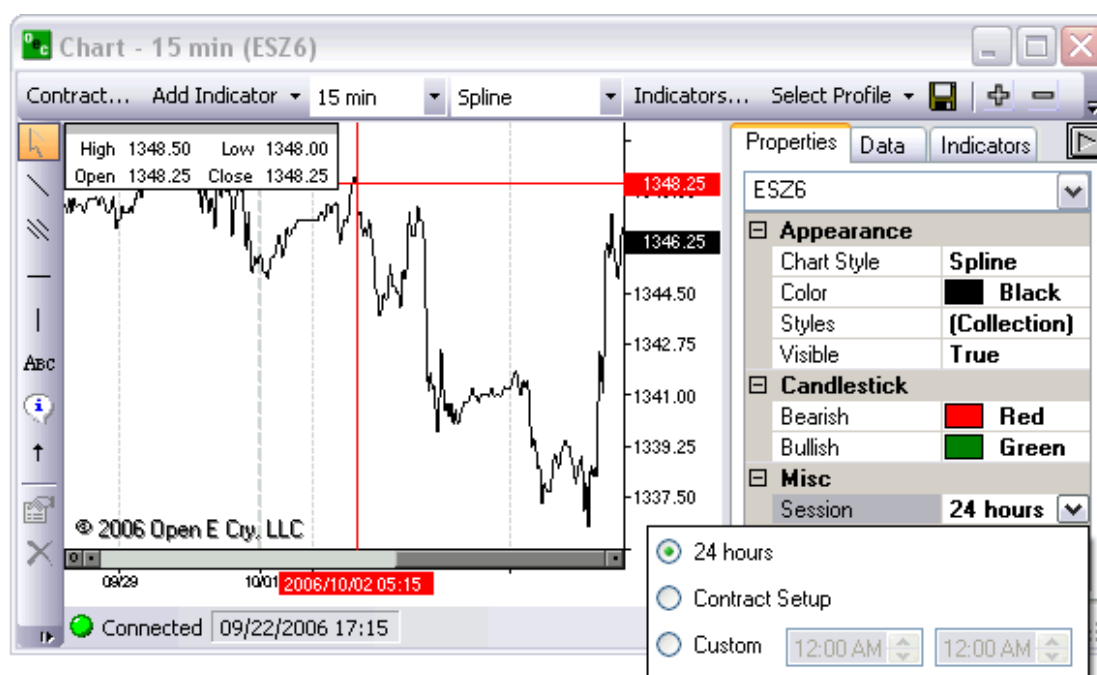 Chart - 15 min (ESZ6)
Contract... Add Indicator 15 min Spline Indicators... Select Profile
High 1348.50 Low 1348.00
Open 1348.25 Close 1348.25
Properties Data Indicators
1348.25
ESZ6
1346.25
Appearance
Chart Style Spline
1344.50
Color Black
Styles (Collection)
1342.75
Visible True
ABC
Candlestick
1341.00
Bearish Red
1339.25
Bullish Green
Misc
1337.50
Session 24 hours
© 2006 Open E Cry, LLC
24 hours
09/29 10/01 2006/10/02 05:15
Contract Setup
Connected 09/22/2006 17:15
Custom 12:00 AM 12:00 AM